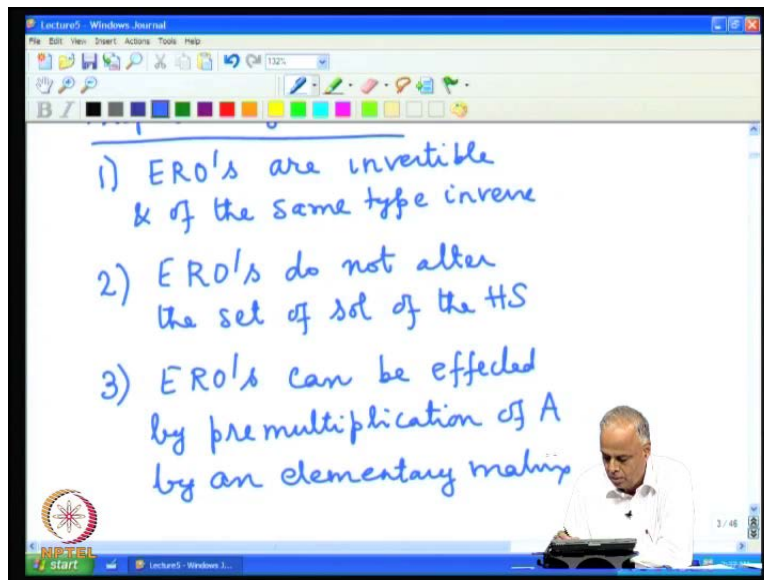 Lecture5 - Windows Journal
File Edit View Insert Actions Tools Help
132%
B I
1) ERO's are invertible
& of the same type inverse
2) ERO's do not alter
the set of sol of the HS
3) ERO's can be effected
by premultiplication of A
by an elementary matrix
3 / 46
NPTEL
start
Lecture5 - Windows J...